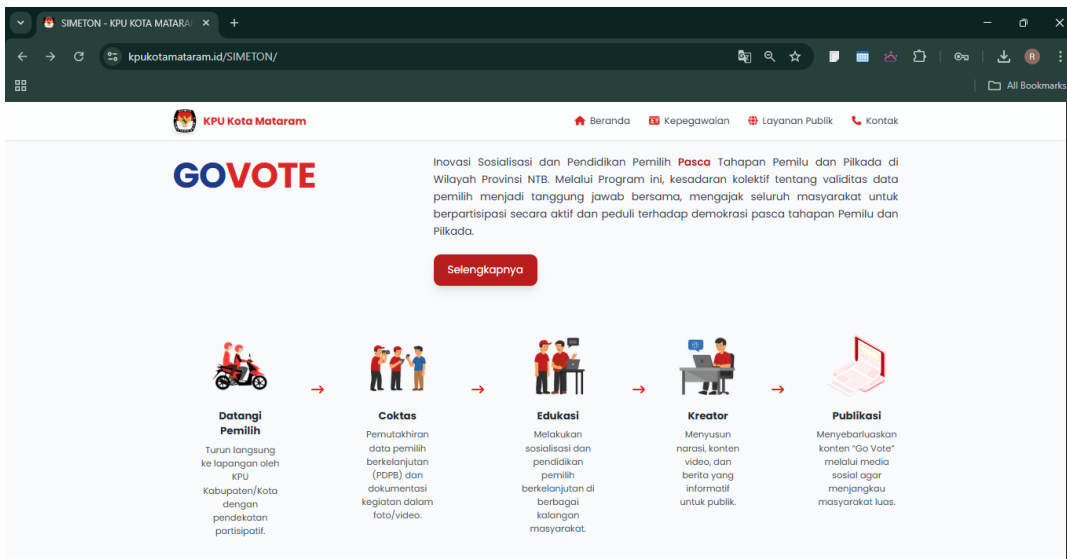 SIMETON - KPU KOTA MATARA
kpukotamataram.id/SIMETON/
R
All Bookmarks
KPU Kota Mataram
Beranda
Kepegawaian
Layanan Publik
Kontak
GOVOTE
Inovasi Sosialisasi dan Pendidikan Pemilih Pasca Tahapan Pemilu dan Pilkada di
Wilayah Provinsi NTB. Melalui Program ini, kesadaran kolektif tentang validitas data
pemilih menjadi tanggung jawab bersama, mengajak seluruh masyarakat untuk
berpartisipasi secara aktif dan peduli terhadap demokrasi pasca tahapan Pemilu dan
Pilkada.
Selengkapnya
Datangi
Pemilih
Turun langsung
ke lapangan oleh
KPU
Kabupaten/Kota
dengan
pendekatan
partisipatif.
Coktas
Pemutakhiran
data pemilih
berkelanjutan
(PDPB) dan
dokumentasi
kegiatan dalam
foto/video.
Edukasi
Melakukan
sosialisasi dan
pendidikan
pemilih
berkelanjutan di
berbagai
kalangan
masyarakat.
Kreator
Menyusun
narasi, konten
video, dan
berita yang
informatif
untuk publik.
Publikasi
Menyebarluaskan
konten "Go Vote"
melalui media
sosial agar
menjangkau
masyarakat luas.